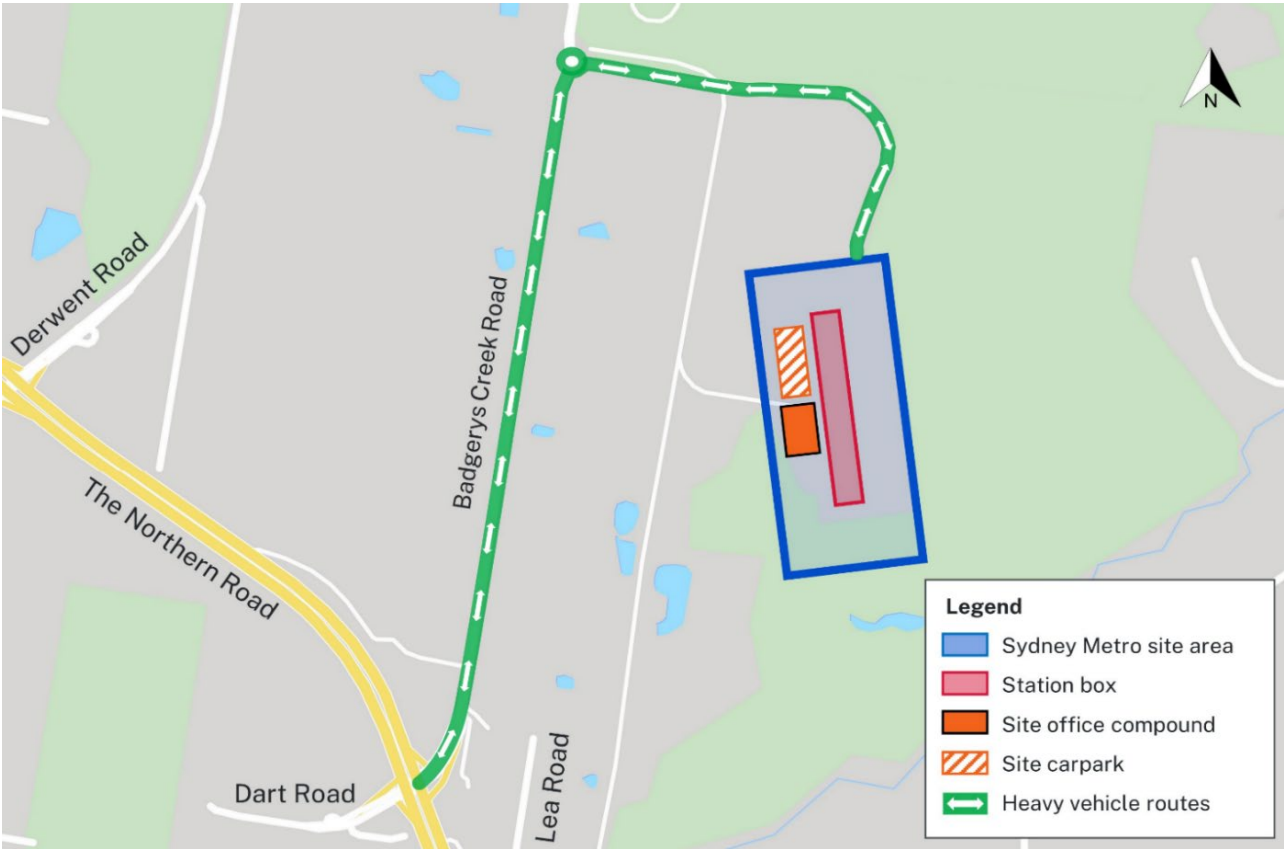 N
Derwent Road
Badgerys Creek Road
The Northern Road
Dart Road
Lea Road
Legend
Sydney Metro site area
Station box
Site office compound
Site carpark
Heavy vehicle routes